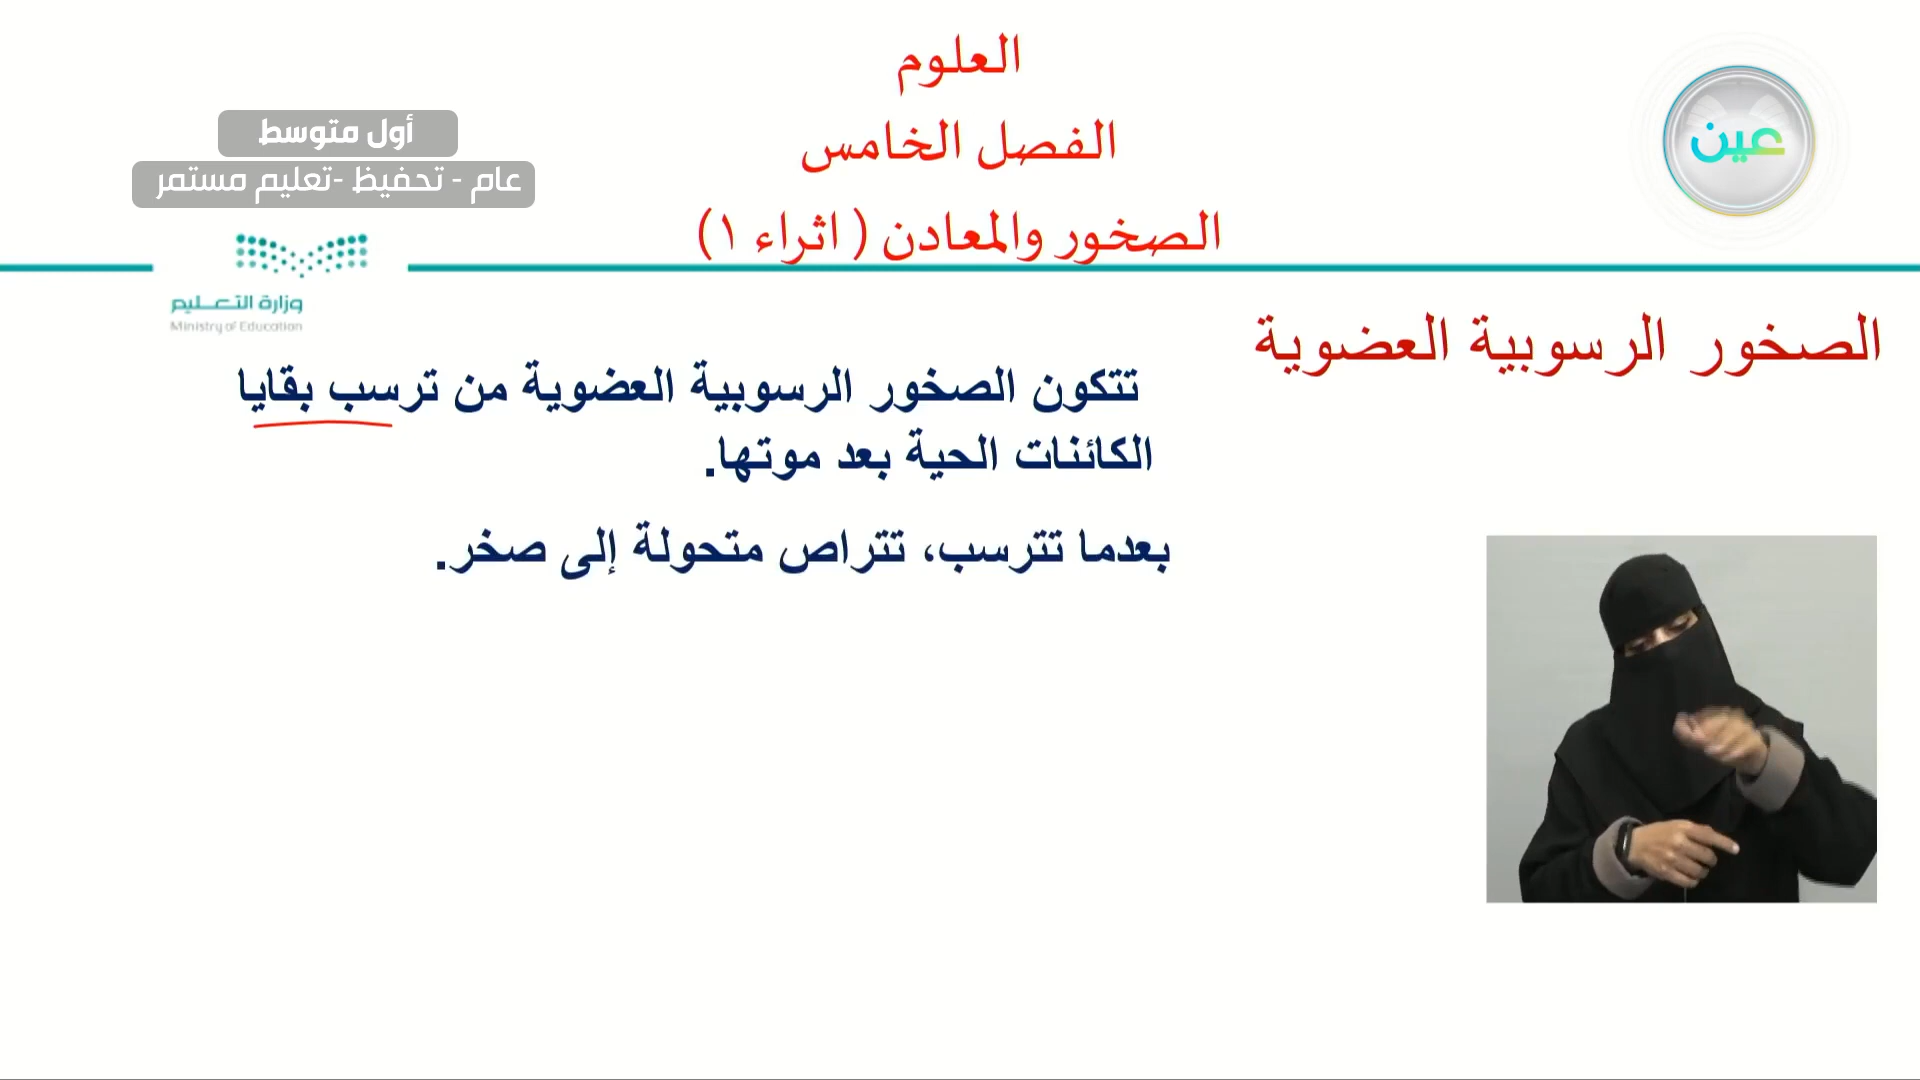 العلوم
الفصل الخامس
الصخور والمعادن ( اثراء ١)
عين
أول متوسط
عام - تحفيظ -تعليم مستمر
وزارة التعليم
Ministry of Education
الصخور الرسوبية العضوية
تتكون الصخور الرسوبية العضوية من ترسب بقايا
الكائنات الحية بعد موتها.
بعدما تترسب، تتراص متحولة إلى صخر.